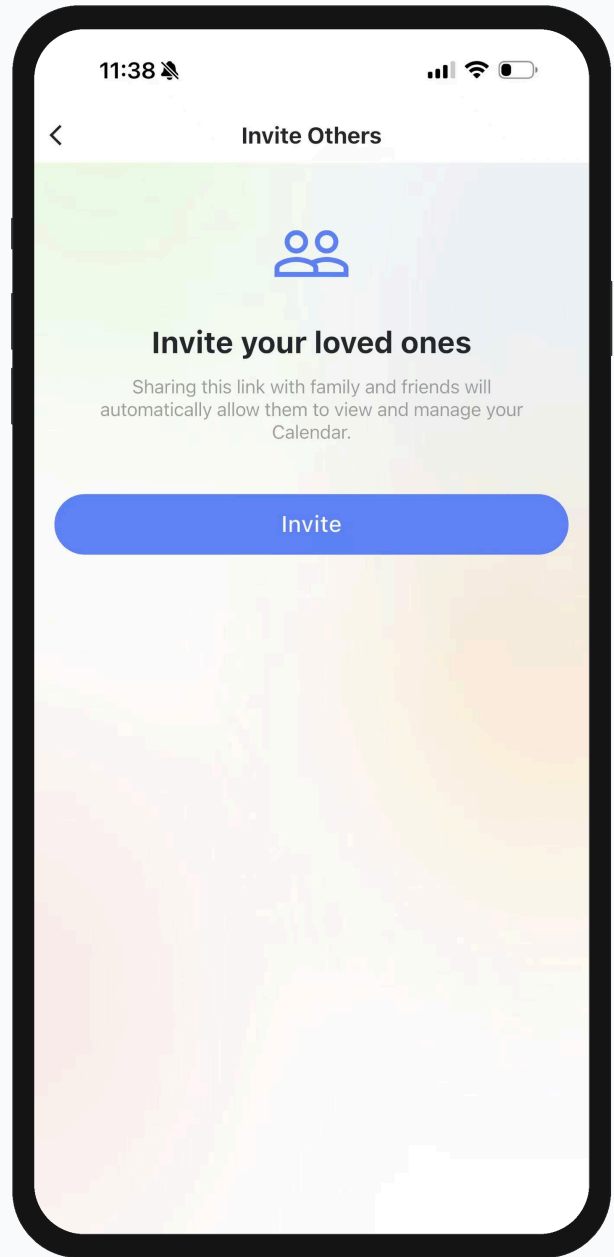 11:38
Invite Others
Invite your loved ones
Sharing this link with family and friends will
automatically allow them to view and manage your
Calendar.
Invite